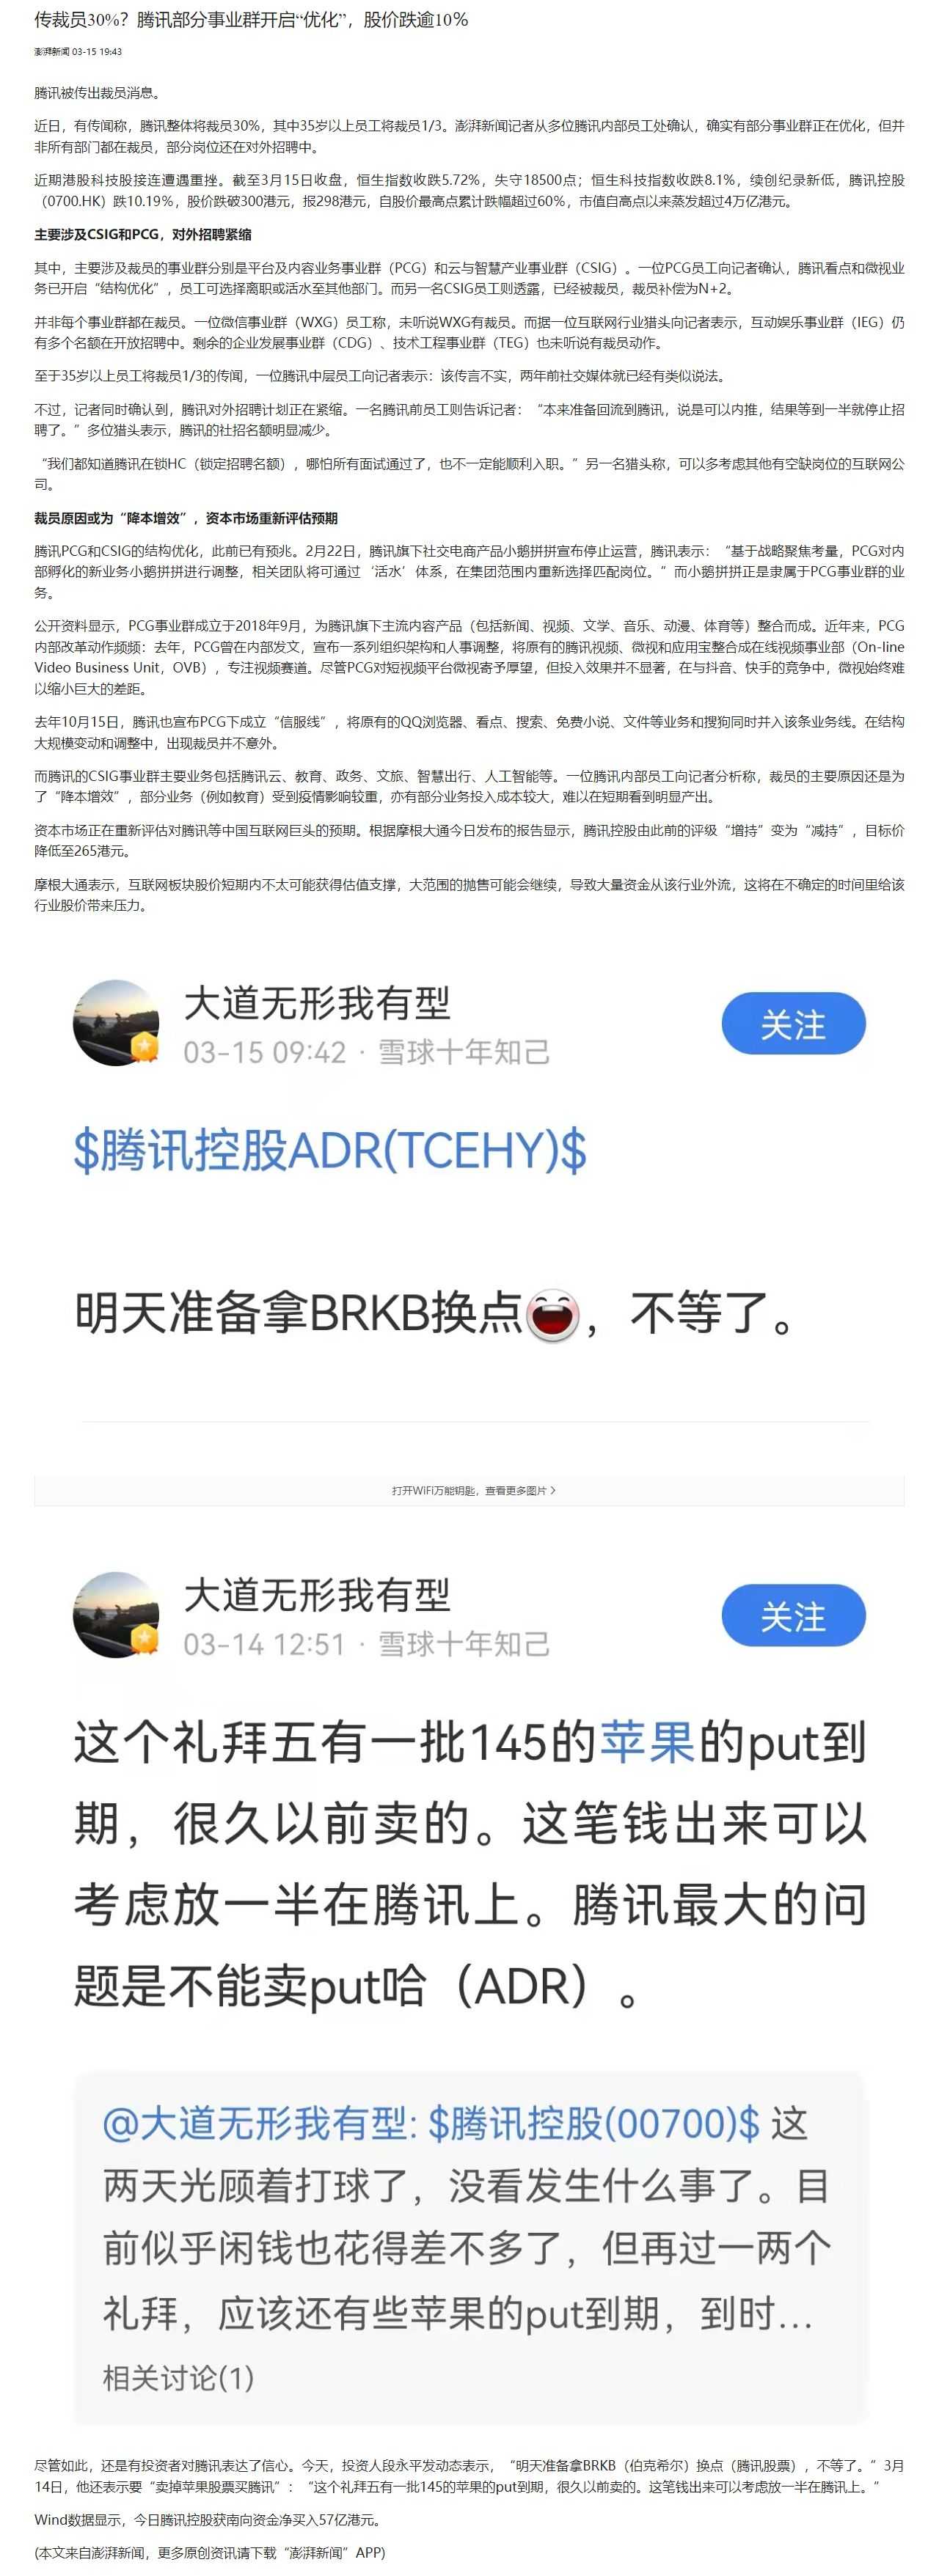 传裁员30%？腾讯部分事业群开启“优化”，股价跌逾10%
澎湃新闻 03-15 19:43
腾讯被传出裁员消息。
近日，有传闻称，腾讯整体将裁员30%，其中35岁以上员工将裁员1/3。澎湃新闻记者从多位腾讯内部员工处确认，确实有部分事业群正在优化，但并
非所有部门都在裁员，部分岗位还在对外招聘中。
近期港股科技股接连遭遇重挫。截至3月15日收盘，恒生指数收跌5.72%，失守18500点；恒生科技指数收跌8.1%，续创纪录新低，腾讯控股
（0700.HK）跌10.19%，股价跌破300港元，报298港元，自股价最高点累计跌幅超过60%，市值自高点以来蒸发超过4万亿港元。
主要涉及CSIG和PCG，对外招聘紧缩
其中，主要涉及裁员的事业群分别是平台及内容业务事业群（PCG）和云与智慧产业事业群（CSIG）。一位PCG员工向记者确认，腾讯看点和微视业
务已开启“结构优化”，员工可选择离职或活水至其他部门。而另一名CSIG员工则透露，已经被裁员，裁员补偿为N+2。
并非每个事业群都在裁员。一位微信事业群（WXG）员工称，未听说WXG有裁员。而据一位互联网行业猎头向记者表示，互动娱乐事业群（IEG）仍
有多个名额在开放招聘中。剩余的企业发展事业群（CDG）、技术工程事业群（TEG）也未听说有裁员动作。
至于35岁以上员工将裁员1/3的传闻，一位腾讯中层员工向记者表示：该传言不实，两年前社交媒体就已经有类似说法。
不过，记者同时确认到，腾讯对外招聘计划正在紧缩。一名腾讯前员工则告诉记者：“本来准备回流到腾讯，说是可以内推，结果等到一半就停止招
聘了。”多位猎头表示，腾讯的社招名额明显减少。
“我们都知道腾讯在锁HC（锁定招聘名额），哪怕所有面试通过了，也不一定能顺利入职。”另一名猎头称，可以多考虑其他有空缺岗位的互联网公
司。
裁员原因或为“降本增效”，资本市场重新评估预期
腾讯PCG和CSIG的结构优化，此前已有预兆。2月22日，腾讯旗下社交电商产品小鹅拼拼宣布停止运营，腾讯表示：“基于战略聚焦考量，PCG对内
部孵化的新业务小鹅拼拼进行调整，相关团队将可通过‘活水’体系，在集团范围内重新选择匹配岗位。”而小鹅拼拼正是隶属于PCG事业群的业
务。
公开资料显示，PCG事业群成立于2018年9月，为腾讯旗下主流内容产品（包括新闻、视频、文学、音乐、动漫、体育等）整合而成。近年来，PCG
内部改革动作频频：去年，PCG曾在内部发文，宣布一系列组织架构和人事调整，将原有的腾讯视频、微视和应用宝整合成在线视频事业部（On-line
Video Business Unit，OVB），专注视频赛道。尽管PCG对短视频平台微视寄予厚望，但投入效果并不显著，在与抖音、快手的竞争中，微视始终难
以缩小巨大的差距。
去年10月15日，腾讯也宣布PCG下成立“信服线”，将原有的QQ浏览器、看点、搜索、免费小说、文件等业务和搜狗同时并入该条业务线。在结构
大规模变动和调整中，出现裁员并不意外。
而腾讯的CSIG事业群主要业务包括腾讯云、教育、政务、文旅、智慧出行、人工智能等。一位腾讯内部员工向记者分析称，裁员的主要原因还是为
了“降本增效”，部分业务（例如教育）受到疫情影响较重，亦有部分业务投入成本较大，难以在短期看到明显产出。
资本市场正在重新评估对腾讯等中国互联网巨头的预期。根据摩根大通今日发布的报告显示，腾讯控股由此前的评级“增持”变为“减持”，目标价
降低至265港元。
摩根大通表示，互联网板块股价短期内不太可能获得估值支撑，大范围的抛售可能会继续，导致大量资金从该行业外流，这将在不确定的时间里给该
行业股价带来压力。
大道无形我有型
关注
03-15 09:42 · 雪球十年知己
$腾讯控股ADR(TCEHY)$
明天准备拿BRKB换点，不等了。
打开WiFi万能钥匙，查看更多图片 >
大道无形我有型
关注
03-14 12:51 · 雪球十年知己
这个礼拜五有一批145的苹果的put到
期，很久以前卖的。这笔钱出来可以
考虑放一半在腾讯上。腾讯最大的问
题是不能卖put哈（ADR）。
@大道无形我有型: $腾讯控股(00700)$ 这
两天光顾着打球了，没看发生什么事了。目
前似乎闲钱也花得差不多了，但再过一两个
礼拜，应该还有些苹果的put到期，到时...
相关讨论(1)
尽管如此，还是有投资者对腾讯表达了信心。今天，投资人段永平发动态表示，“明天准备拿BRKB（伯克希尔）换点（腾讯股票），不等了。”3月
14日，他还表示要“卖掉苹果股票买腾讯”：“这个礼拜五有一批145的苹果的put到期，很久以前卖的。这笔钱出来可以考虑放一半在腾讯上。”
Wind数据显示，今日腾讯控股获南向资金净买入57亿港元。
(本文来自澎湃新闻，更多原创资讯请下载“澎湃新闻”APP)